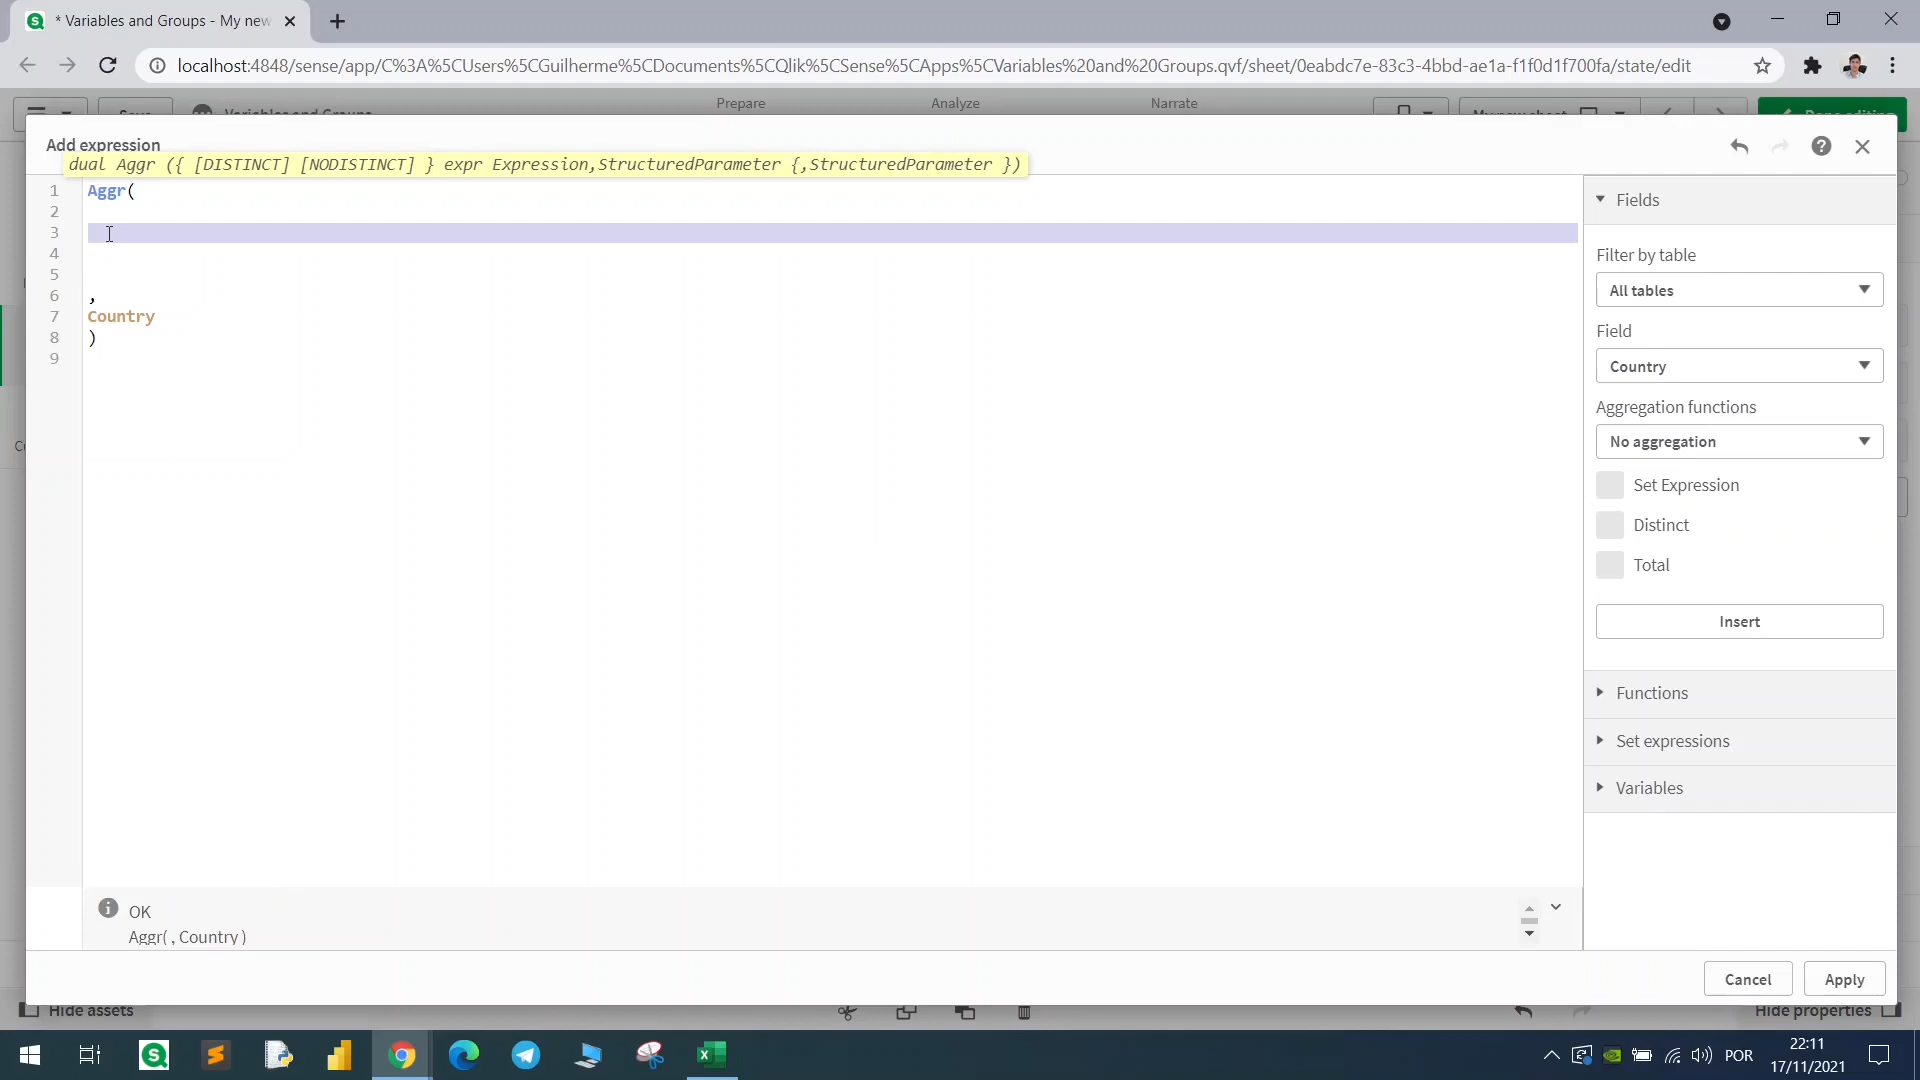 * Variables and Groups - My new
localhost:4848/sense/app/C%3A%5CUsers%5CGuilherme%5CDocuments%5CQlik%5CSense%5CApps%5CVariables%20and%20Groups.qvf/sheet/0eabdc7e-83c3-4bbd-ae1a-f1f0d1f700fa/state/edit
Prepare
Analyze
Narrate
Add expression
dual Aggr ({ [DISTINCT] [NODISTINCT] } expr Expression,StructuredParameter {,StructuredParameter })
1 Aggr(
2
3
4
5
6 ,
7 Country
8 )
9
Fields
Filter by table
All tables
Field
Country
Aggregation functions
No aggregation
Set Expression
Distinct
Total
Insert
Functions
Set expressions
Variables
OK
Aggr( , Country )
Cancel
Apply
Hide assets
Hide properties
POR
22:11
17/11/2021